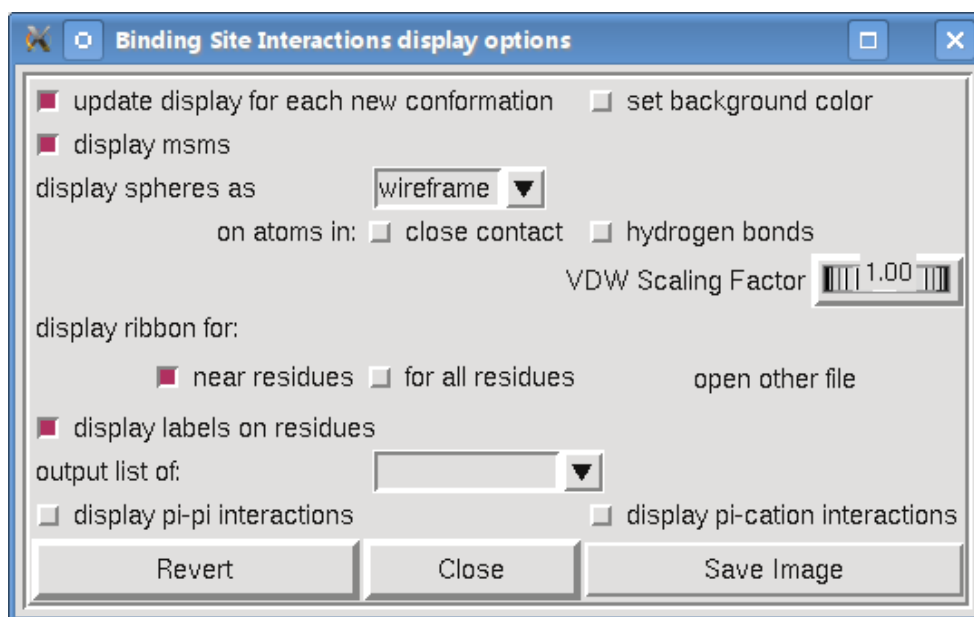 Binding Site Interactions display options
update display for each new conformation set background color
display msms
display spheres as wireframe
on atoms in: close contact hydrogen bonds
VDW Scaling Factor 1.00
display ribbon for:
near residues for all residues open other file
display labels on residues
output list of:
display pi-pi interactions display pi-cation interactions
Revert Close Save Image